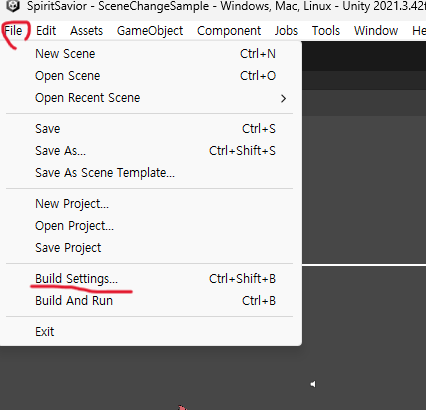 SpiritSavior - SceneChangeSample - Windows, Mac, Linux - Unity 2021.3.42f
File Edit Assets GameObject Component Jobs Tools Window He
New Scene Ctrl+N
Open Scene Ctrl+O
Open Recent Scene
Save Ctrl+S
Save As... Ctrl+Shift+S
Save As Scene Template...
New Project...
Open Project...
Save Project
Build Settings... Ctrl+Shift+B
Build And Run Ctrl+B
Exit